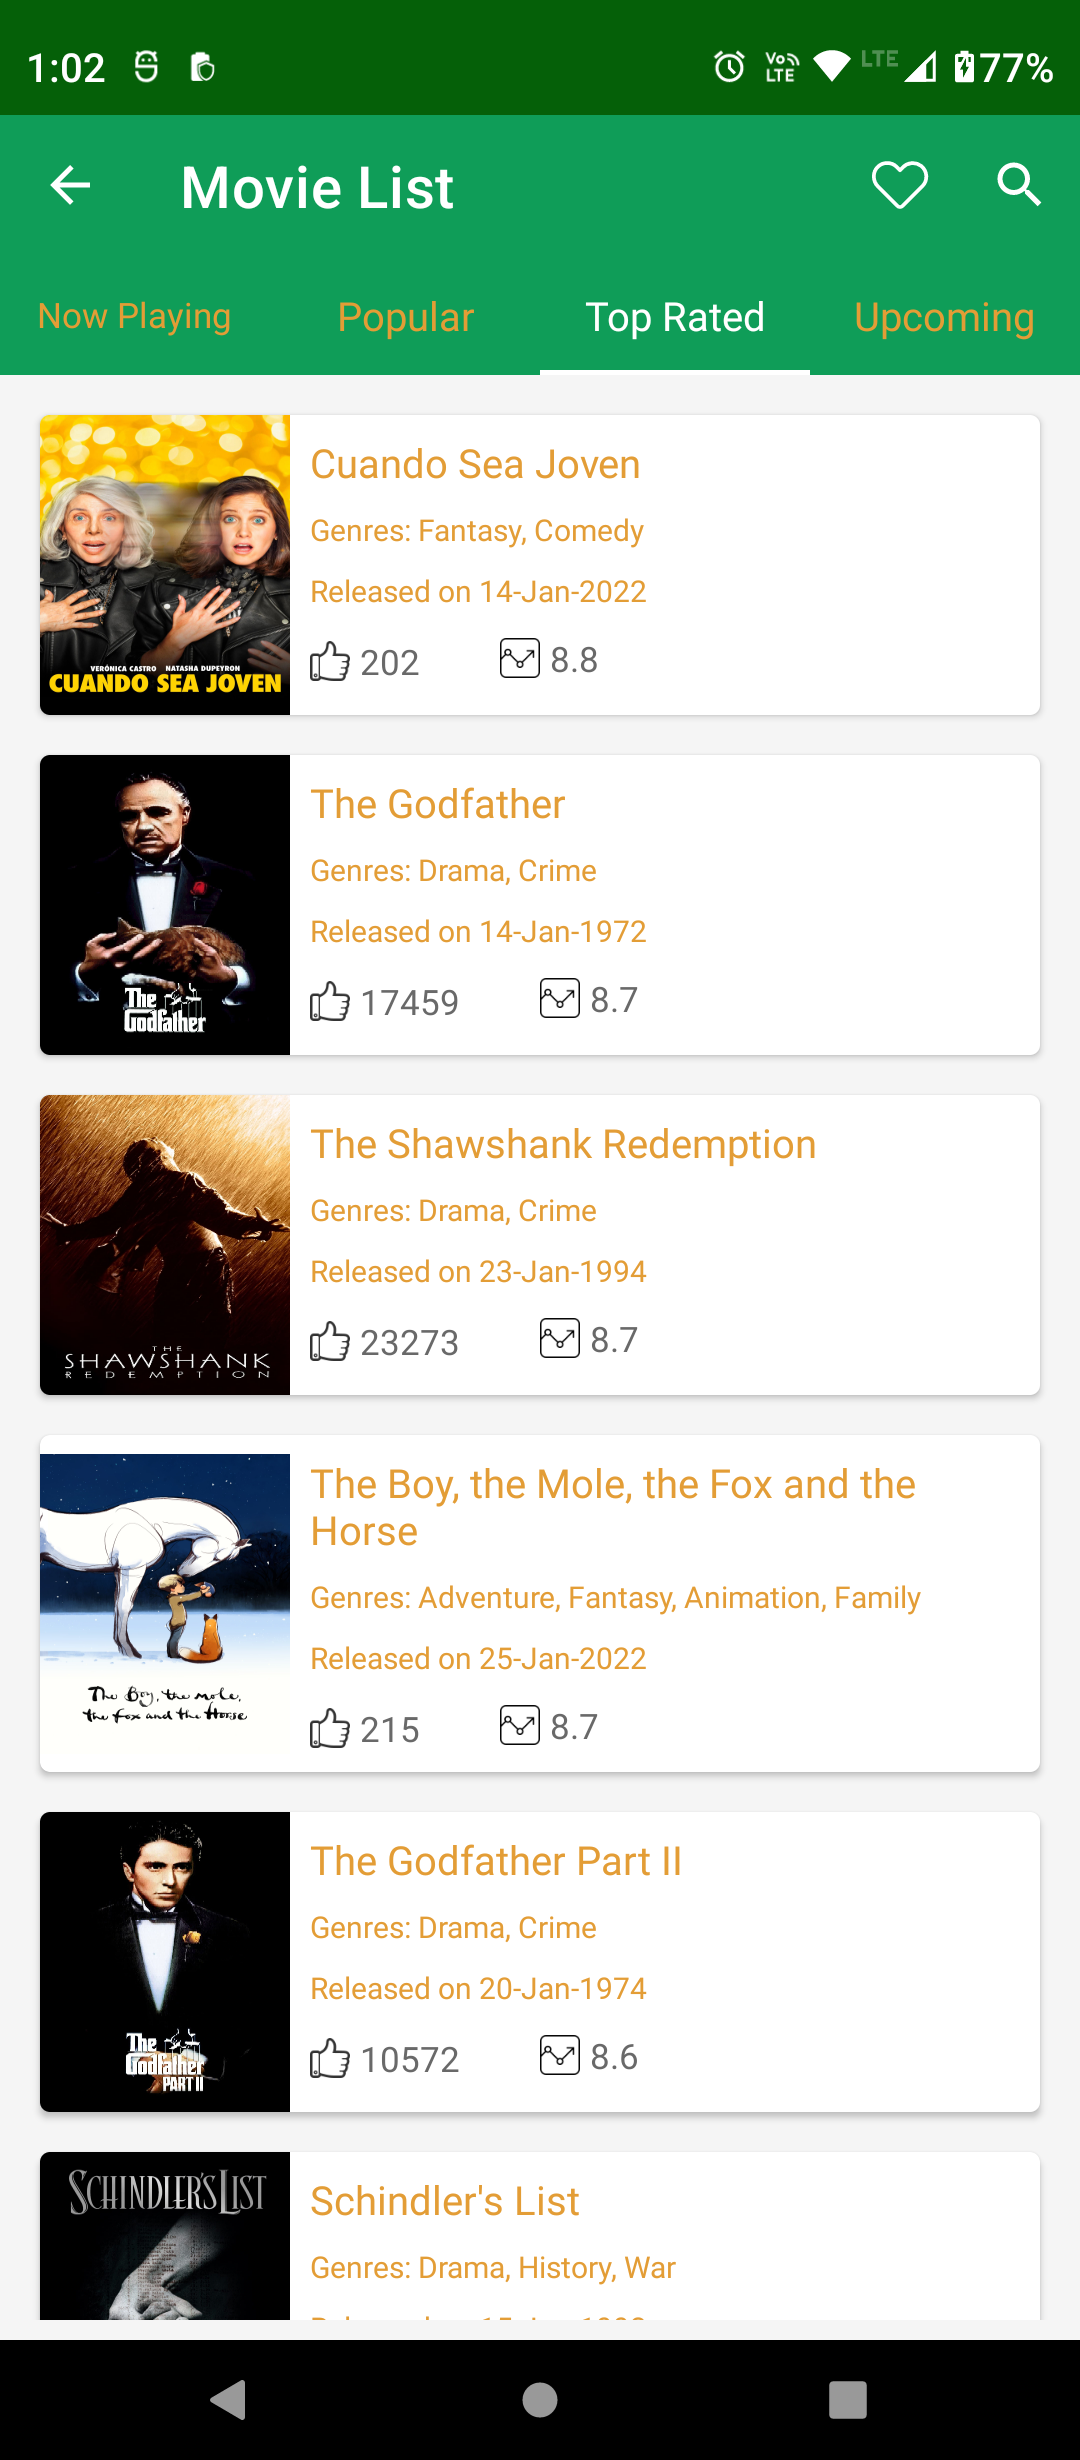 1:02
Vo LTE
LTE
77%
Movie List
Now Playing
Popular
Top Rated
Upcoming
VERÓNICA CASTRO NATASHA DUPEYRON
CUANDO SEA JOVEN
Cuando Sea Joven
Genres: Fantasy, Comedy
Released on 14-Jan-2022
202
8.8
The
Godfather
The Godfather
Genres: Drama, Crime
Released on 14-Jan-1972
17459
8.7
THE
SHAWSHANK
REDEMPTION
The Shawshank Redemption
Genres: Drama, Crime
Released on 23-Jan-1994
23273
8.7
The Boy, the mole,
the Fox and the Horse
The Boy, the Mole, the Fox and the
Horse
Genres: Adventure, Fantasy, Animation, Family
Released on 25-Jan-2022
215
8.7
The
Godfather
PART II
The Godfather Part II
Genres: Drama, Crime
Released on 20-Jan-1974
10572
8.6
SCHINDLER'S LIST
Schindler's List
Genres: Drama, History, War